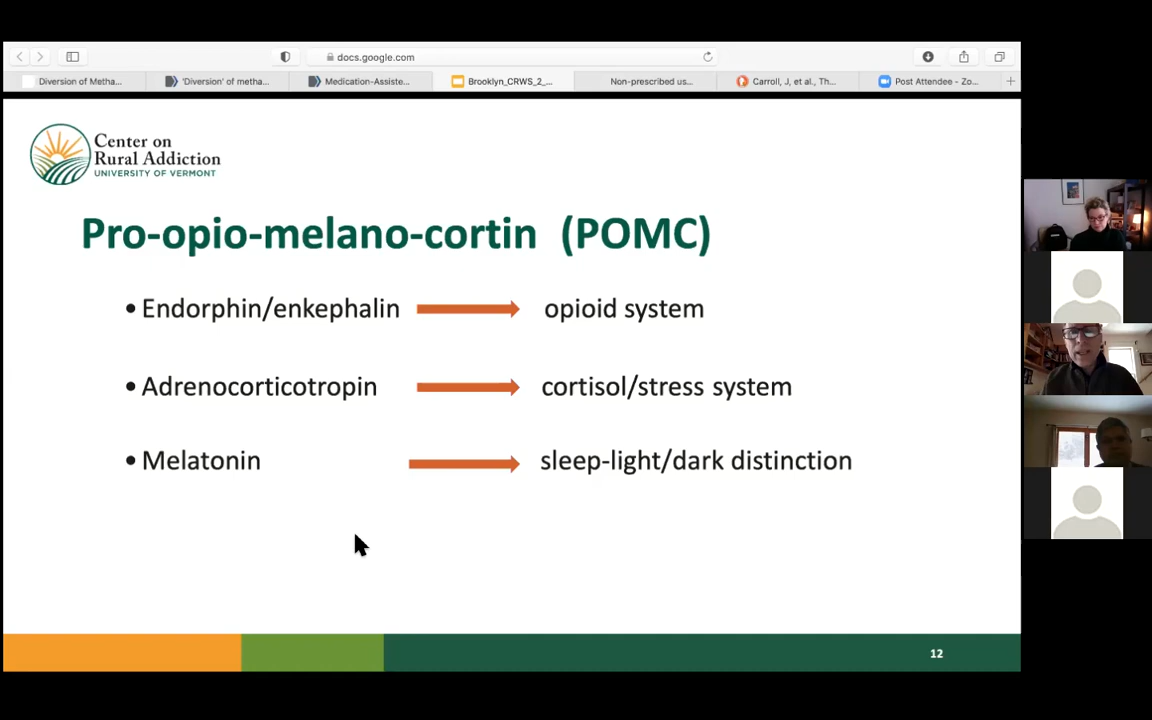 docs.google.com
Diversion of Metha...
'Diversion' of metha...
Medication-Assiste...
Brooklyn_CRWS_2_...
Non-prescribed us...
Carroll, J, et al., Th...
Post Attendee - Zo...
Center on
Rural Addiction
UNIVERSITY OF VERMONT
Pro-opio-melano-cortin (POMC)
• Endorphin/enkephalin opioid system
• Adrenocorticotropin cortisol/stress system
• Melatonin sleep-light/dark distinction
12